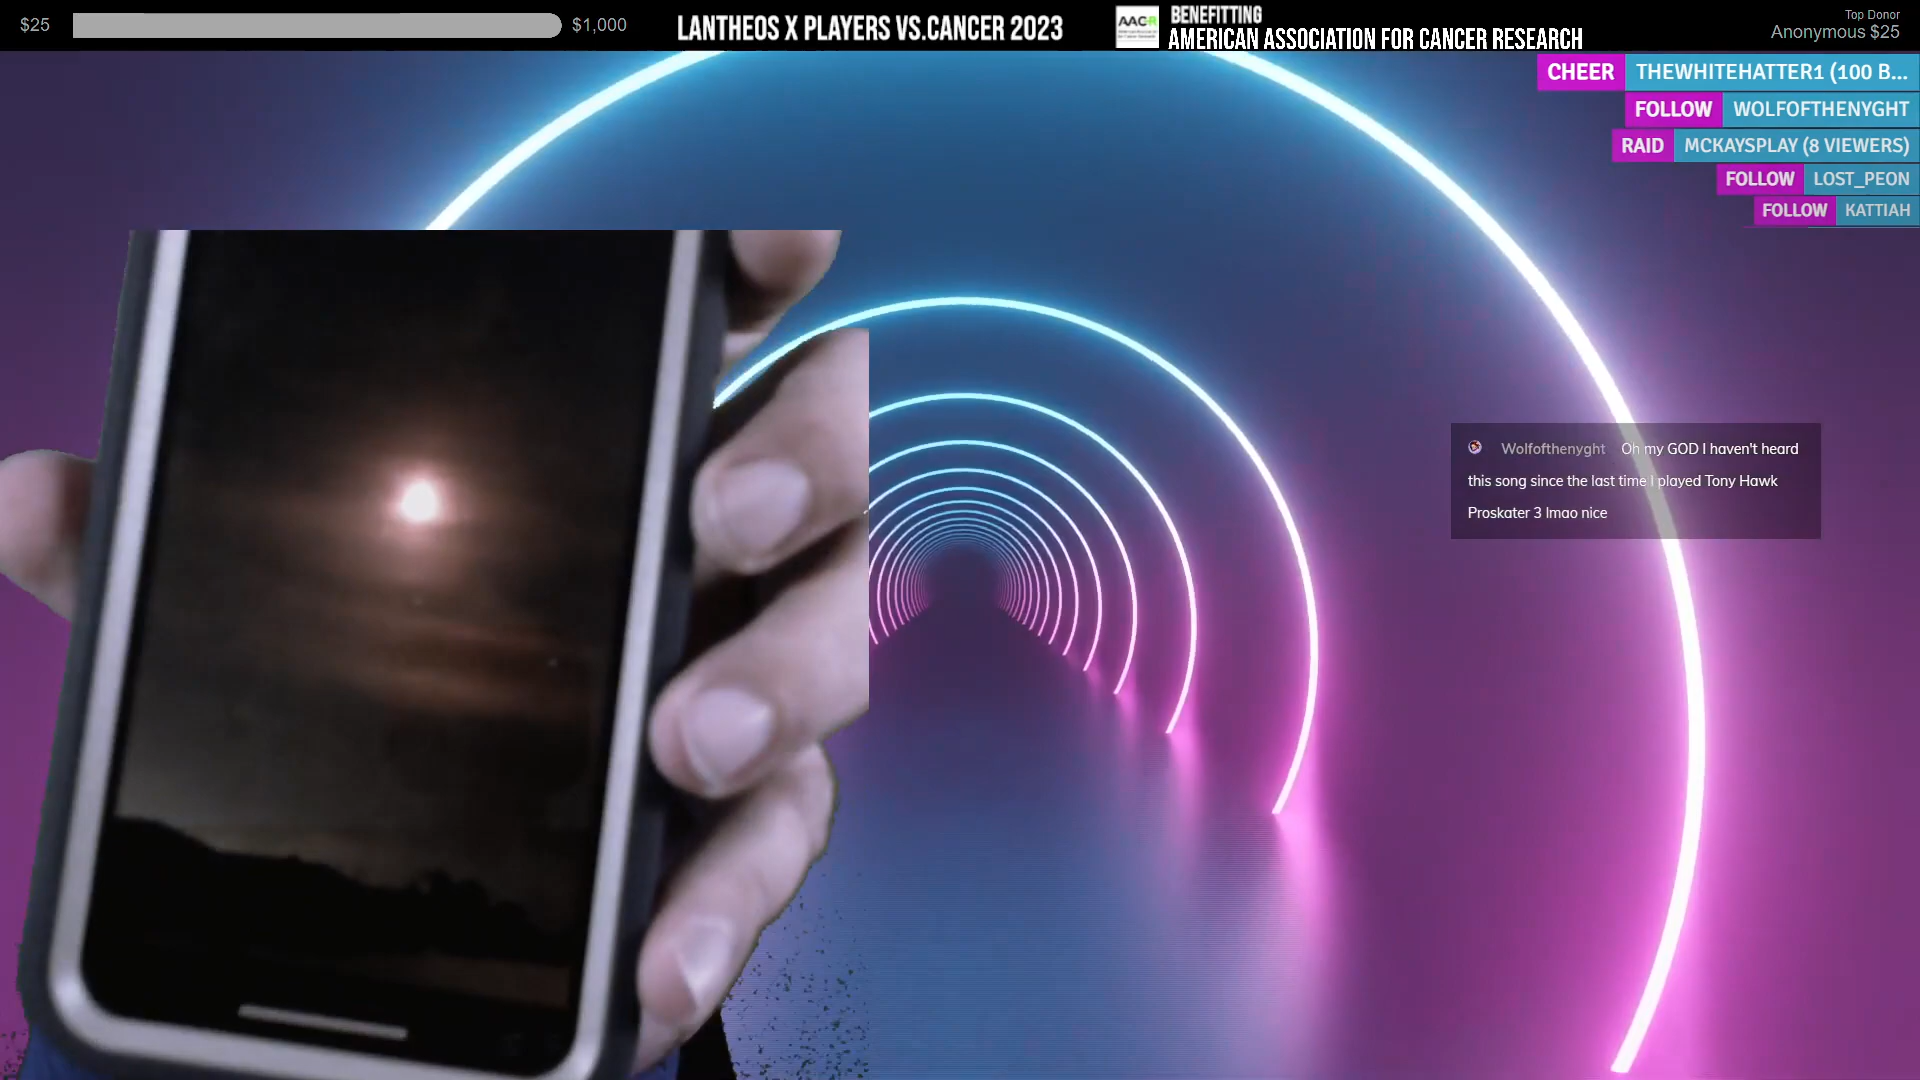 $25
$1,000
LANTHEOS X PLAYERS VS.CANCER 2023
AACR
BENEFITTING
AMERICAN ASSOCIATION FOR CANCER RESEARCH
Top Donor
Anonymous $25
CHEER THEWHITEHATTER1 (100 B...
FOLLOW WOLFOFTHENYGHT
RAID MCKAYSPLAY (8 VIEWERS)
FOLLOW LOST_PEON
FOLLOW KATTIAH
Wolfofthenyght Oh my GOD I haven't heard
this song since the last time I played Tony Hawk
Proskater 3 lmao nice